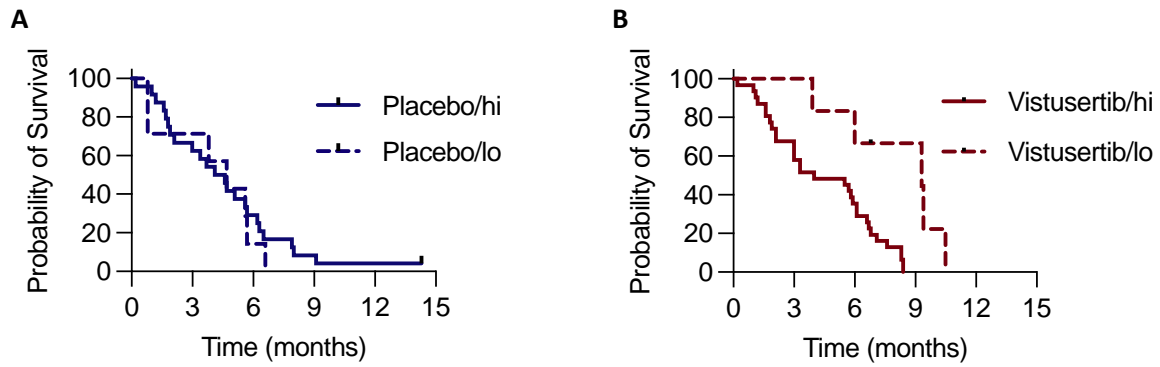 A
Probability of Survival
100
80
60
40
20
0
0 3 6 9 12 15
Time (months)
Placebo/hi
Placebo/lo
B
Probability of Survival
100
80
60
40
20
0
0 3 6 9 12 15
Time (months)
Vistusertib/hi
Vistusertib/lo